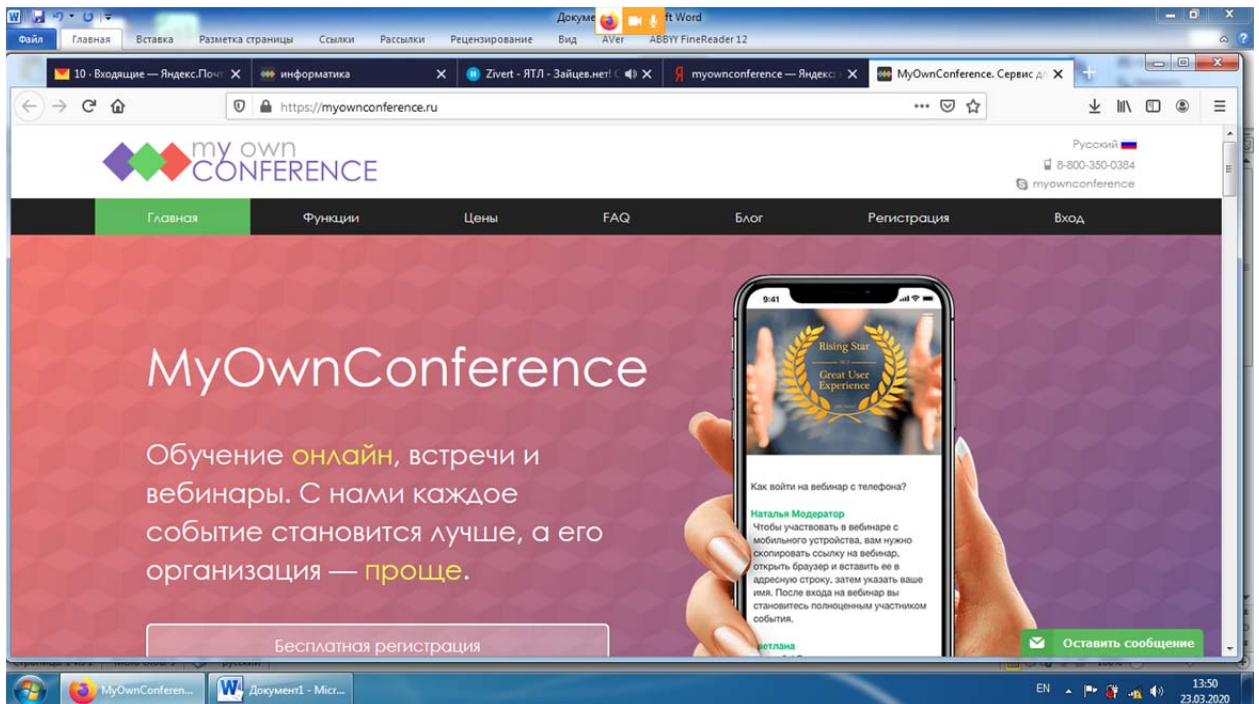 Докуме ft Word
Файл Главная Вставка Разметка страницы Ссылки Рассылки Рецензирование Вид AVer ABBYY FineReader 12
10 - Входящие — Яндекс.Почт информатика Zivert - ЯТЛ - Зайцев.нет! myownconference — Яндекс: MyOwnConference. Сервис дл
https://myownconference.ru
my own
CONFERENCE
Русский
8-800-350-0384
myownconference
Главная Функции Цены FAQ Блог Регистрация Вход
MyOwnConference
Обучение онлайн, встречи и
вебинары. С нами каждое
событие становится лучше, а его
организация — проще.
Бесплатная регистрация
9:41
Rising Star
Great User
Experience
Как войти на вебинар с телефона?
Наталья Модератор
Чтобы участвовать в вебинаре с
мобильного устройства, вам нужно
скопировать ссылку на вебинар,
открыть браузер и вставить ее в
адресную строку, затем указать ваше
имя. После входа на вебинар вы
становитесь полноценным участником
события.
ветлана
Оставить сообщение
MyOwnConferen... Документ1 - Micr...
EN
13:50
23.03.2020